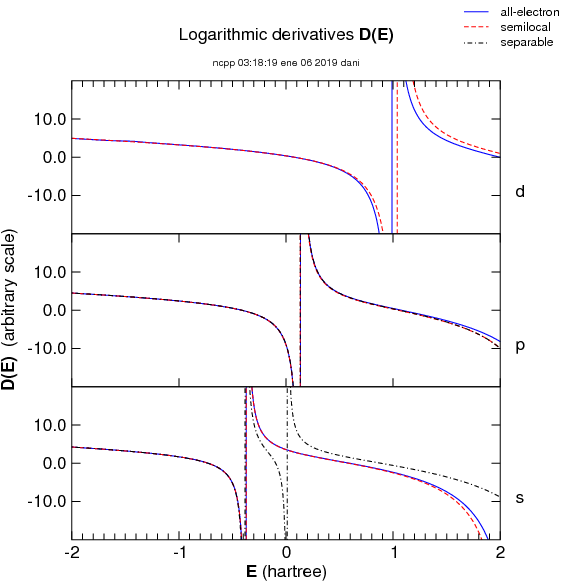 all-electron
semilocal
separable
Logarithmic derivatives D(E)
ncpp 03:18:19 ene 06 2019 dani
10.0
0.0
-10.0
d
10.0
0.0
-10.0
p
10.0
0.0
-10.0
s
D(E) (arbitrary scale)
-2 -1 0 1 2
E (hartree)